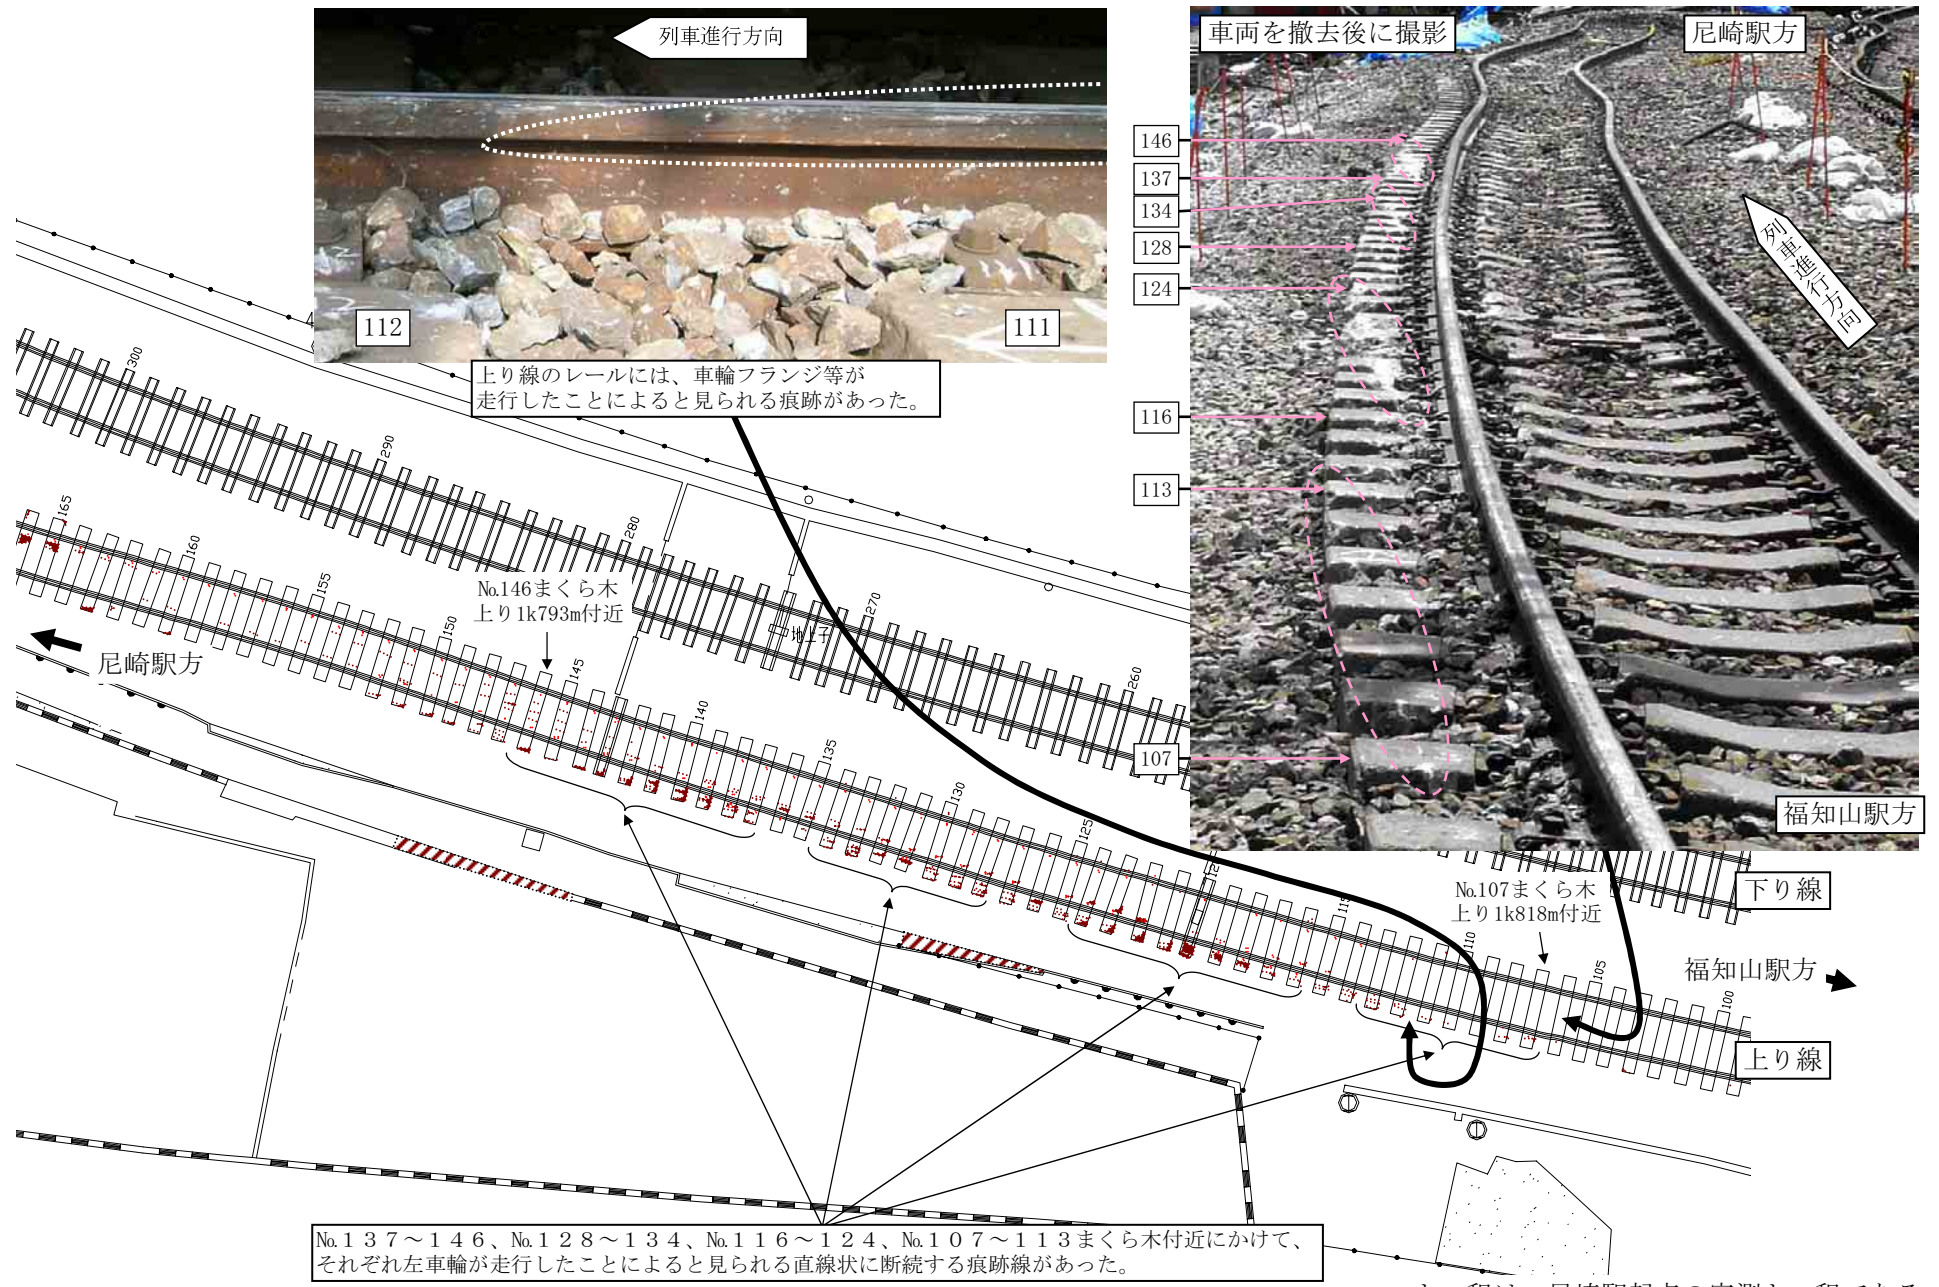 列車進行方向
112
111
上り線のレールには、車輪フランジ等が
走行したことによると見られる痕跡があった。
車両を撤去後に撮影
尼崎駅方
列車進行方向
146
137
134
128
124
116
113
107
福知山駅方
300
290
280
270
260
地上子
165
160
155
150
145
140
135
130
125
115
110
105
100
№146まくら木
上り1k793m付近
尼崎駅方
№107まくら木
上り1k818m付近
下り線
福知山駅方
上り線
№１３７～１４６、№１２８～１３４、№１１６～１２４、№１０７～１１３まくら木付近にかけて、
それぞれ左車輪が走行したことによると見られる直線状に断続する痕跡線があった。